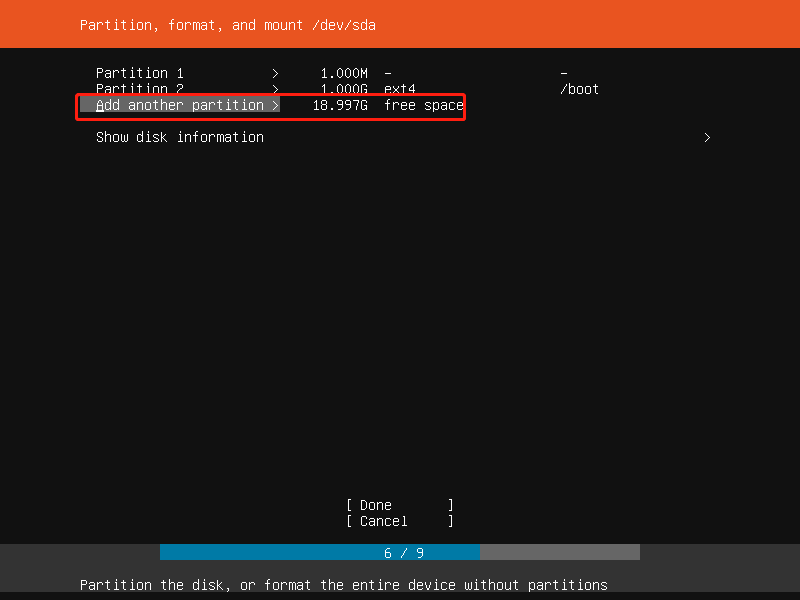 Partition, format, and mount /dev/sda
Partition 1 > 1.000M - -
Partition 2 > 1.000G ext4 /boot
Add another partition > 18.997G free space
Show disk information >
[ Done ]
[ Cancel ]
6 / 9
Partition the disk, or format the entire device without partitions